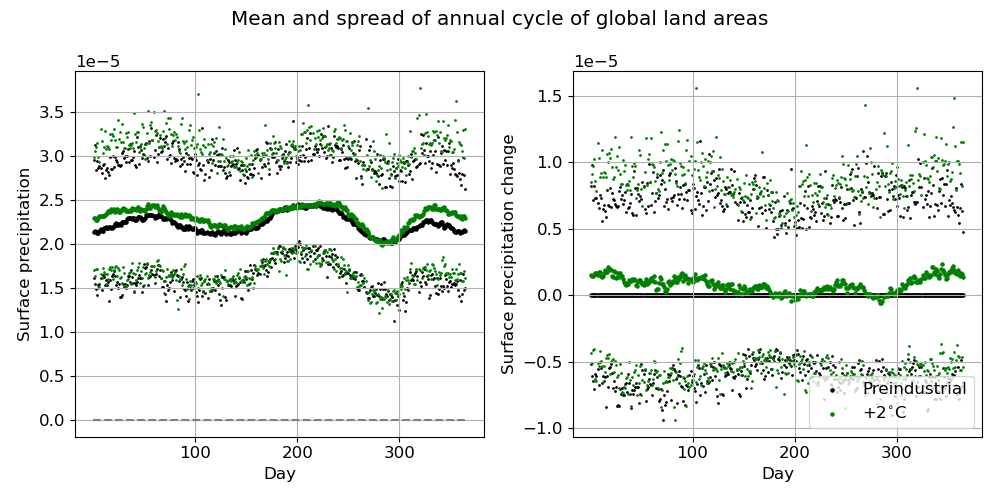 Mean and spread of annual cycle of global land areas
1e−5
3.5
3.0
2.5
2.0
1.5
1.0
0.5
0.0
Surface precipitation
100
200
300
Day
1e−5
1.5
1.0
0.5
0.0
−0.5
−1.0
Surface precipitation change
100
200
300
Day
Preindustrial
+2°C